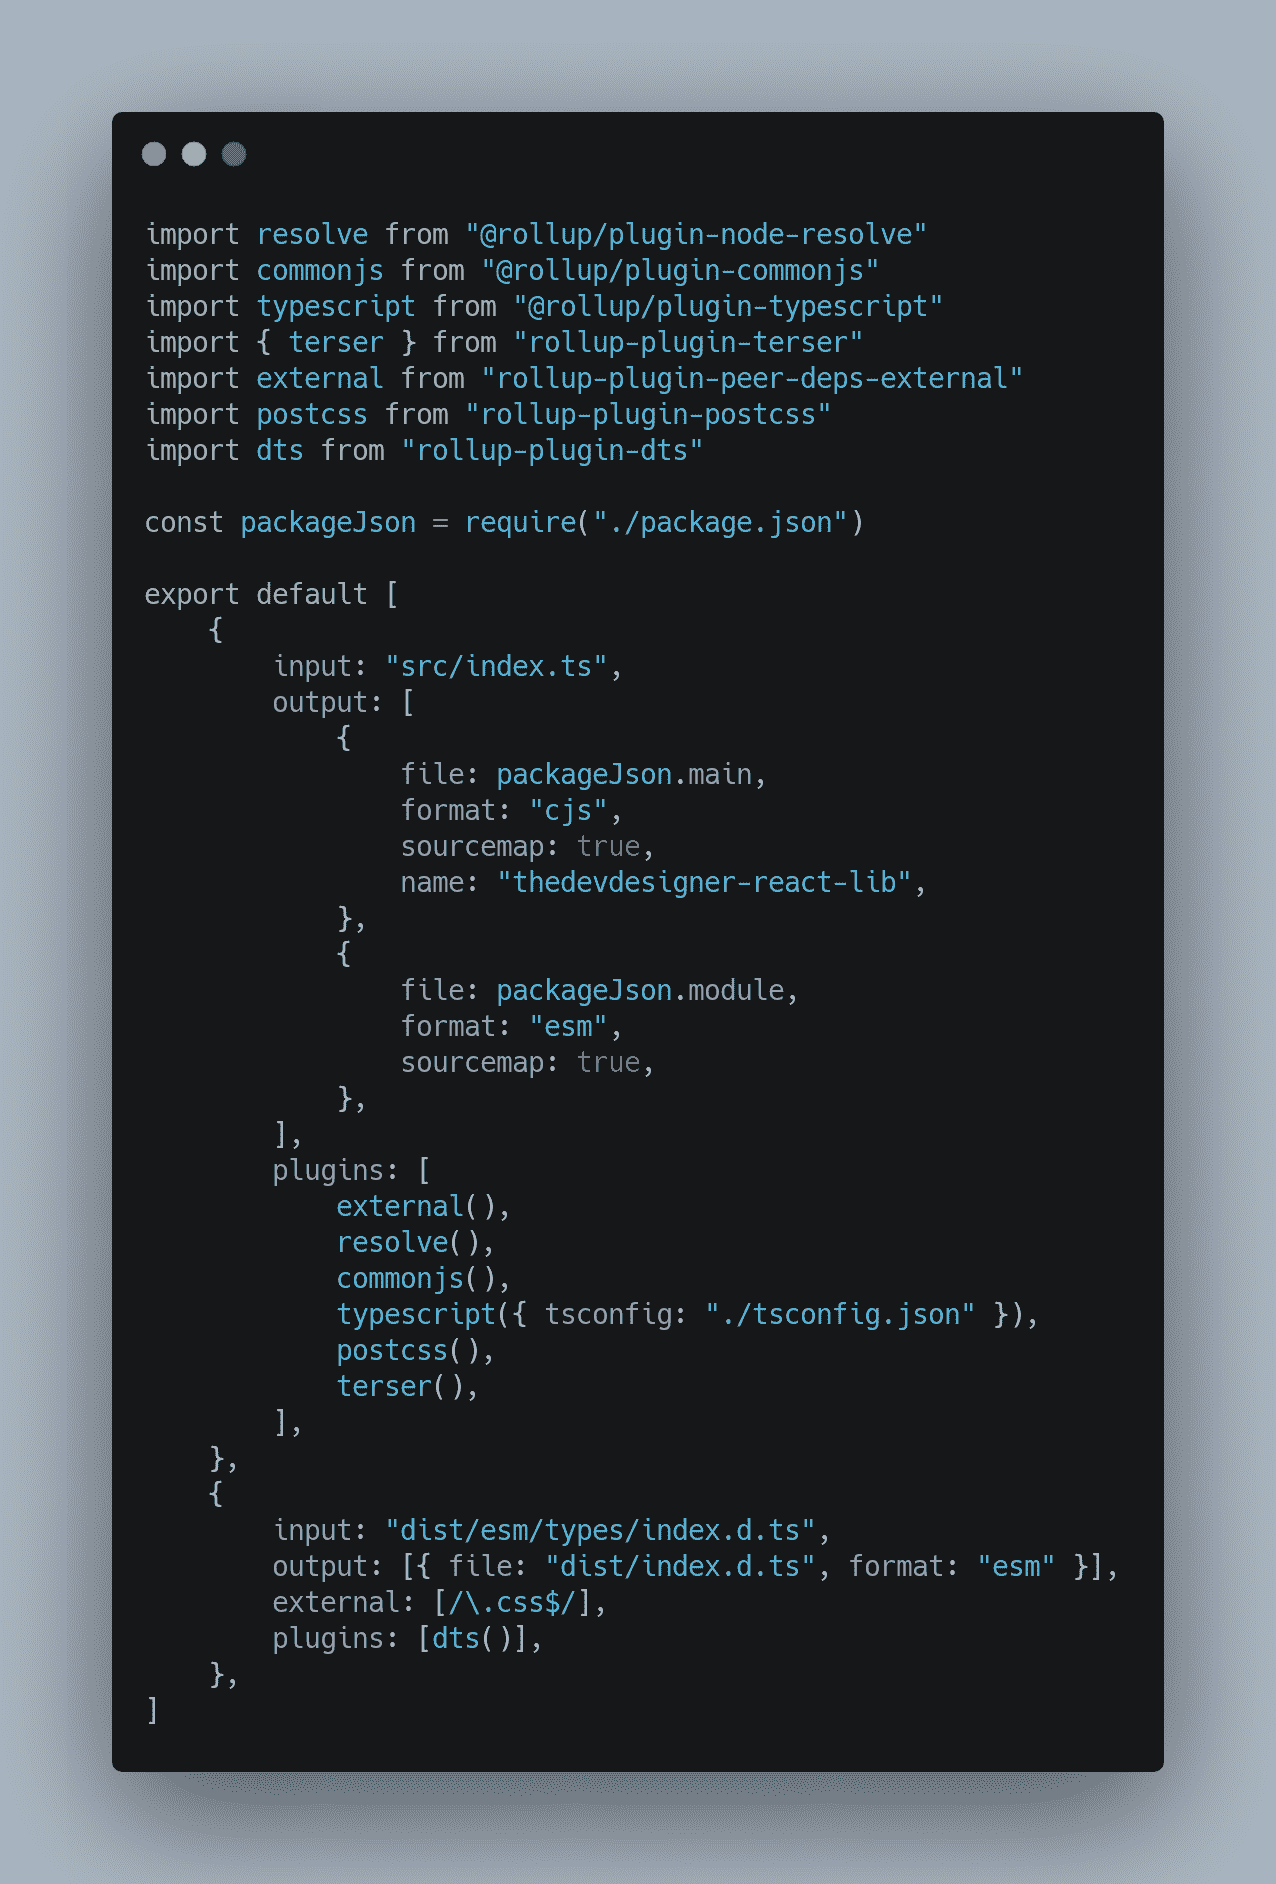 import resolve from "@rollup/plugin-node-resolve"
import commonjs from "@rollup/plugin-commonjs"
import typescript from "@rollup/plugin-typescript"
import { terser } from "rollup-plugin-terser"
import external from "rollup-plugin-peer-deps-external"
import postcss from "rollup-plugin-postcss"
import dts from "rollup-plugin-dts"

const packageJson = require("./package.json")

export default [
    {
        input: "src/index.ts",
        output: [
            {
                file: packageJson.main,
                format: "cjs",
                sourcemap: true,
                name: "thedevdesigner-react-lib",
            },
            {
                file: packageJson.module,
                format: "esm",
                sourcemap: true,
            },
        ],
        plugins: [
            external(),
            resolve(),
            commonjs(),
            typescript({ tsconfig: "./tsconfig.json" }),
            postcss(),
            terser(),
        ],
    },
    {
        input: "dist/esm/types/index.d.ts",
        output: [{ file: "dist/index.d.ts", format: "esm" }],
        external: [/\.css$/],
        plugins: [dts()],
    },
]